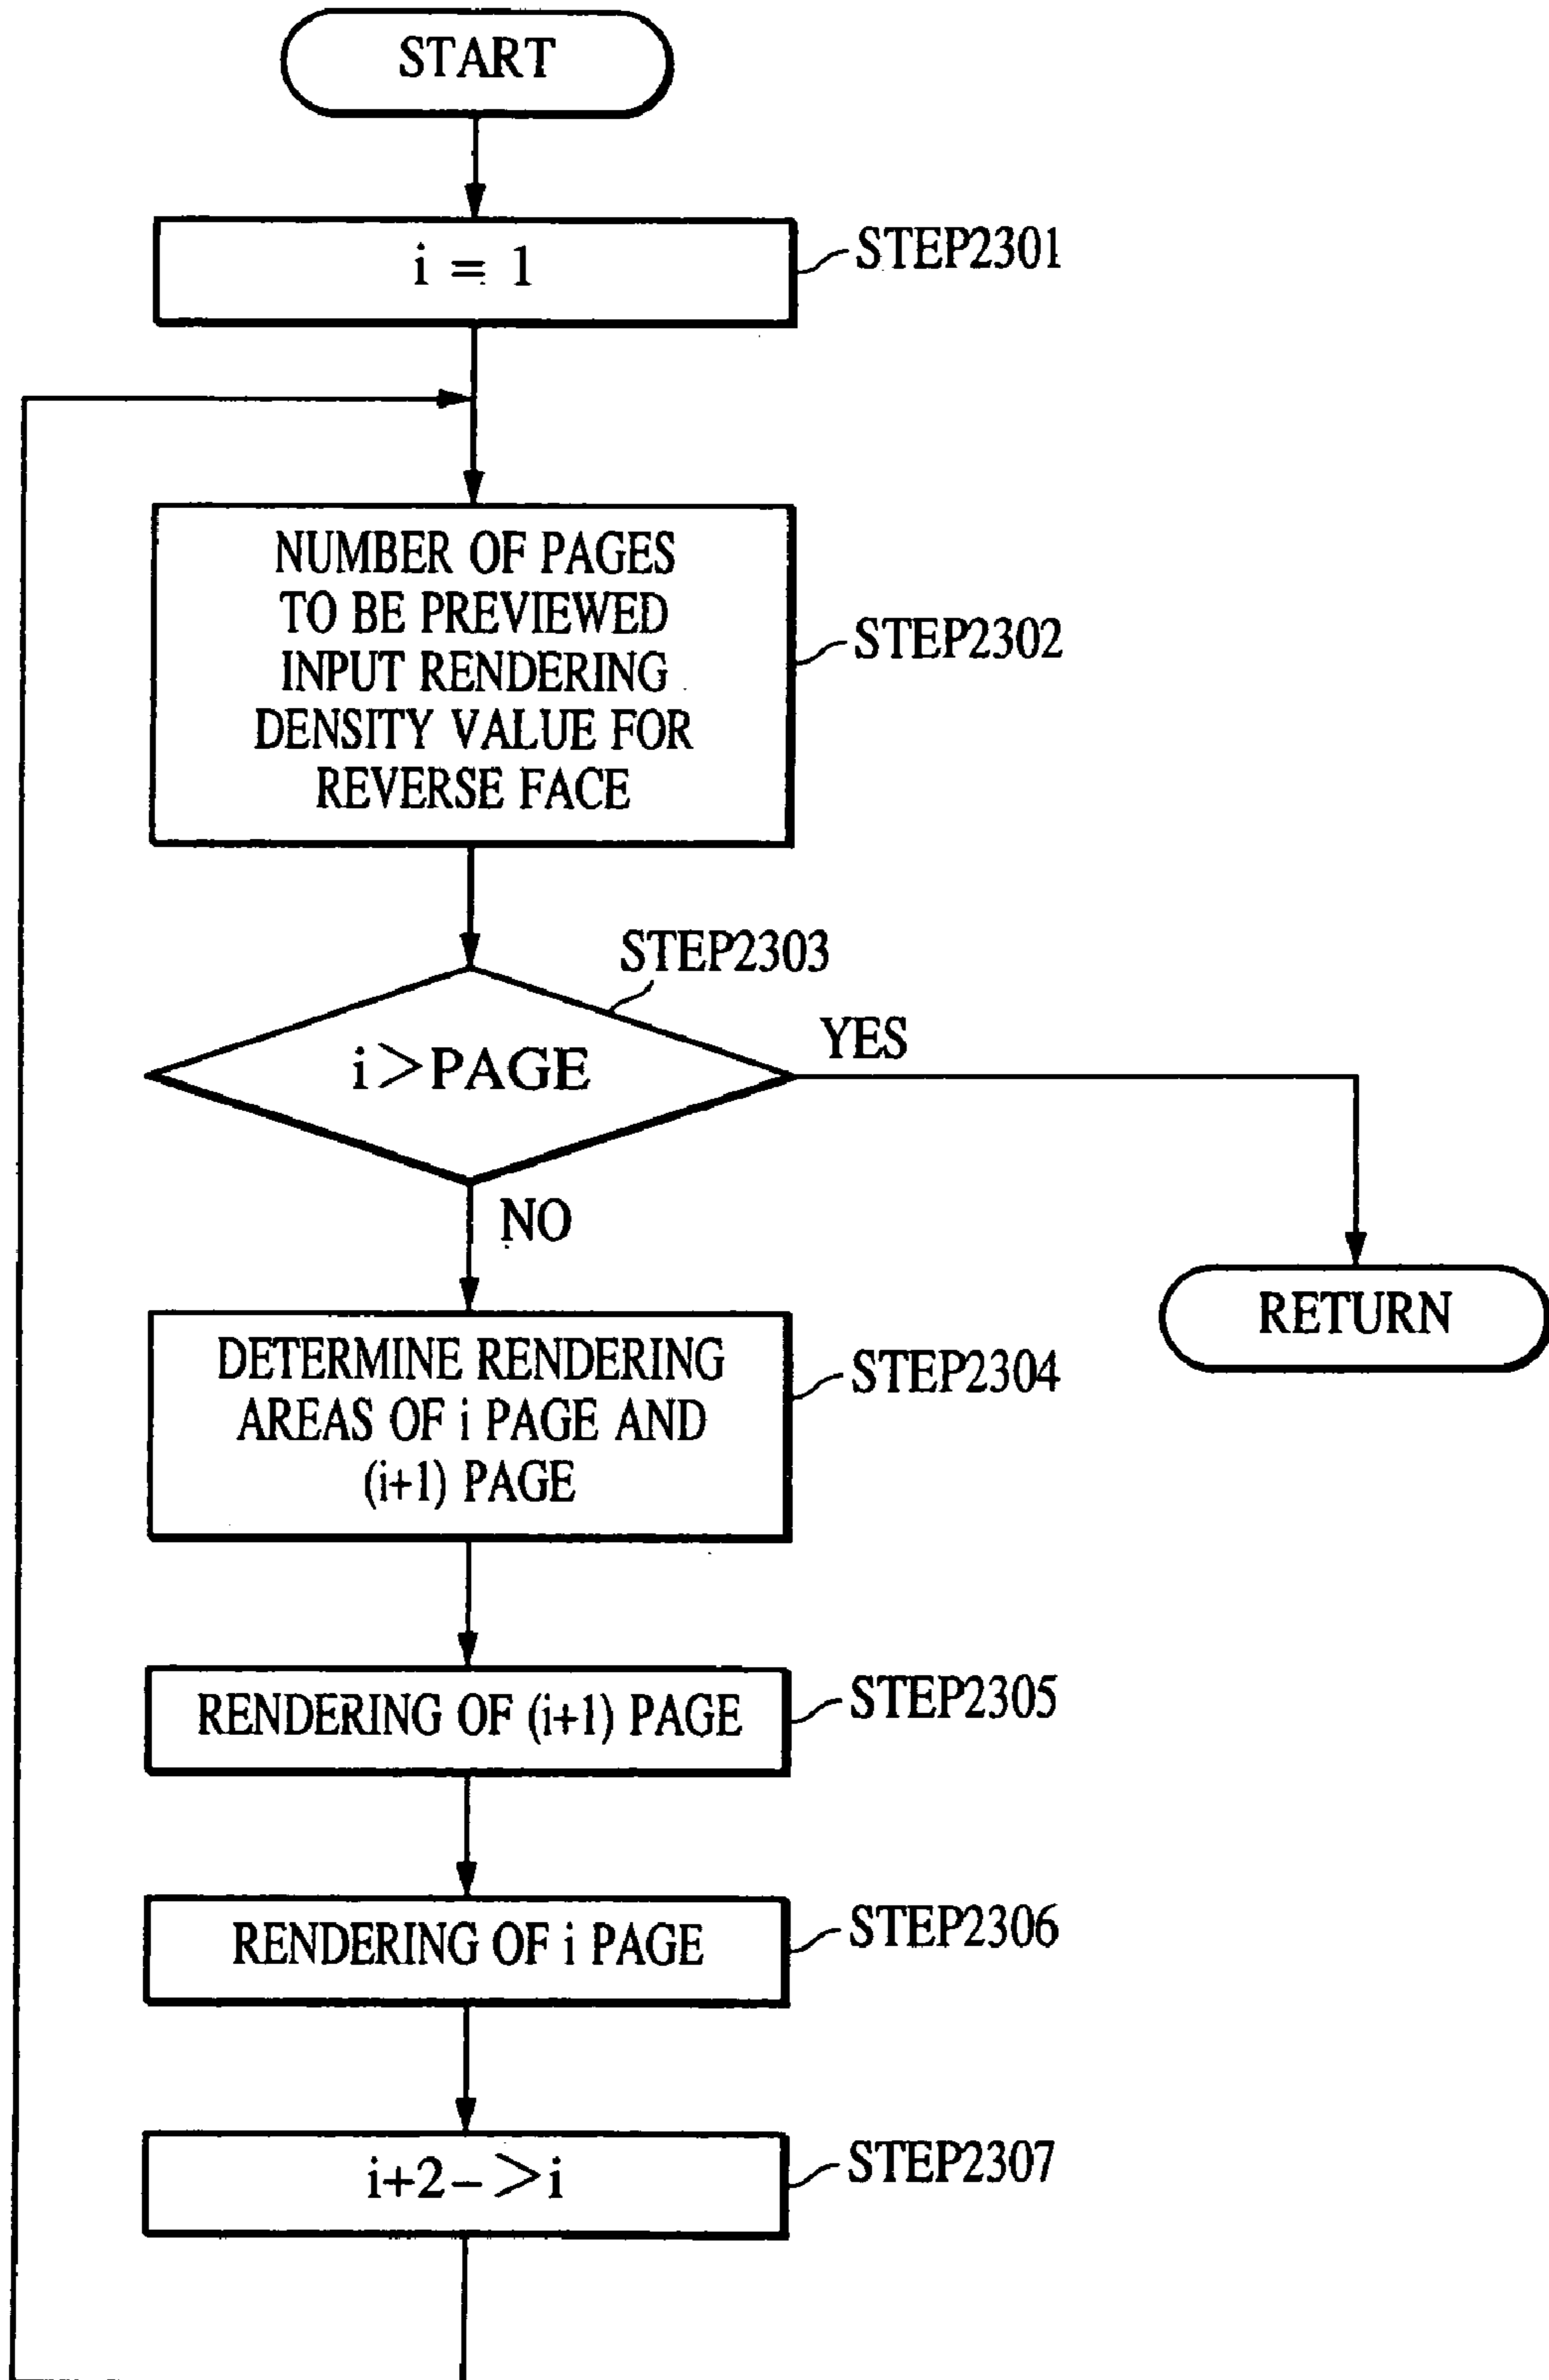 START
i = 1
STEP2301
NUMBER OF PAGES
TO BE PREVIEWED
INPUT RENDERING
DENSITY VALUE FOR
REVERSE FACE
STEP2302
STEP2303
i>PAGE
YES
NO
RETURN
DETERMINE RENDERING
AREAS OF i PAGE AND
(i+1) PAGE
STEP2304
RENDERING OF (i+1) PAGE
STEP2305
RENDERING OF i PAGE
STEP2306
i+2->i
STEP2307